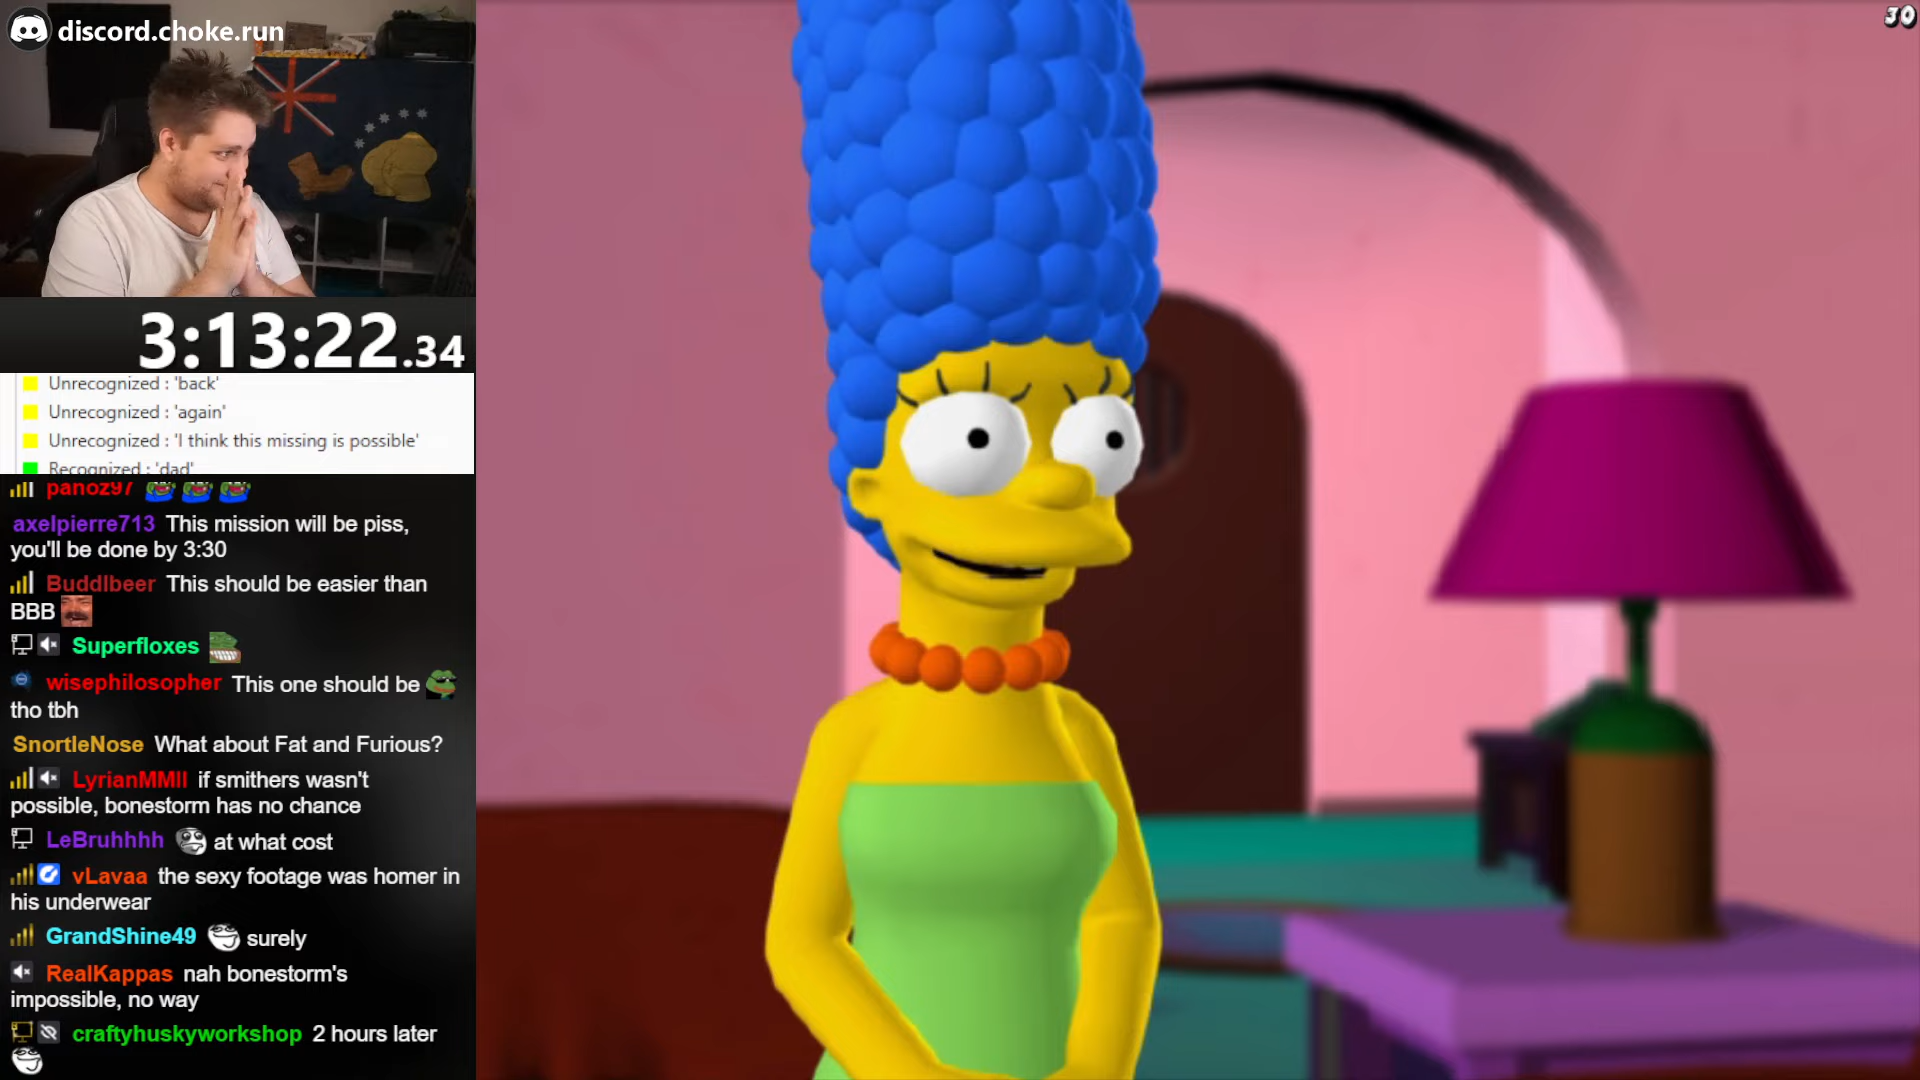 discord.choke.run
30
3:13:22.34
Unrecognized : 'back'
Unrecognized : 'again'
Unrecognized : 'I think this missing is possible'
Recognized : 'dad'
panoz97
axelpierre713 This mission will be piss,
you'll be done by 3:30
Buddlbeer This should be easier than
BBB
Superfloxes
wisephilosopher This one should be
tho tbh
SnortleNose What about Fat and Furious?
LyrianMMII if smithers wasn't
possible, bonestorm has no chance
LeBruhhhh at what cost
vLavaa the sexy footage was homer in
his underwear
GrandShine49 surely
RealKappas nah bonestorm's
impossible, no way
craftyhuskyworkshop 2 hours later